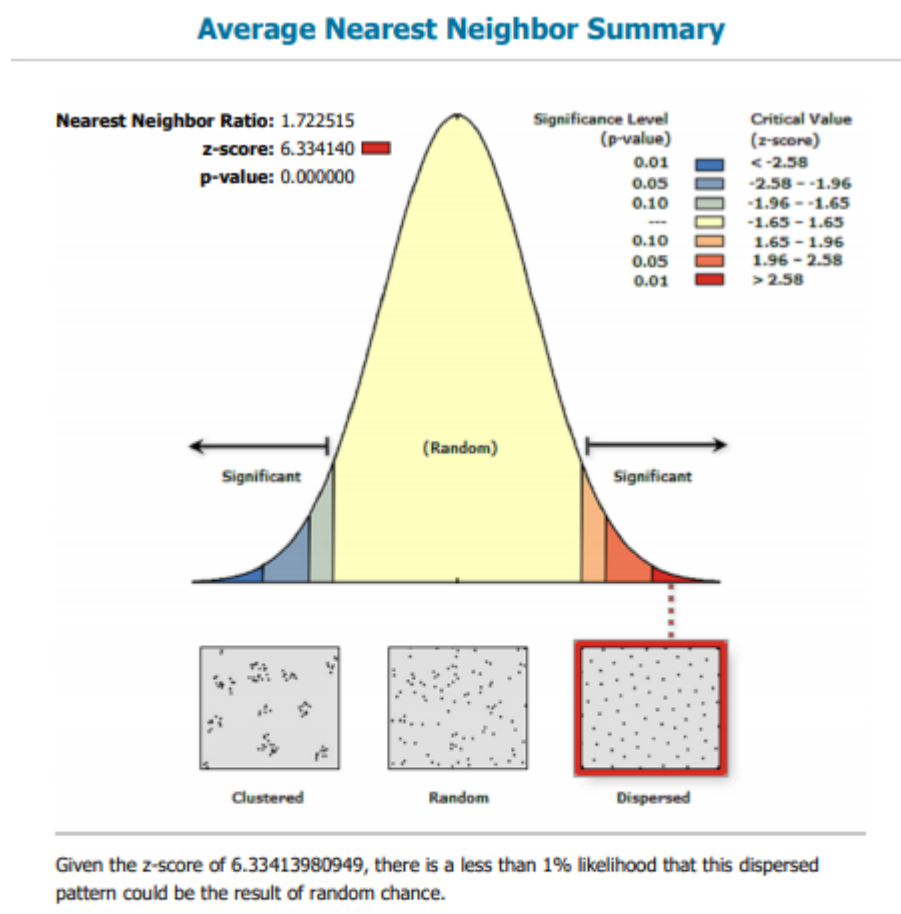 Average Nearest Neighbor Summary
Nearest Neighbor Ratio: 1.722515
z-score: 6.334140
p-value: 0.000000
Significance Level
(p-value)
Critical Value
(z-score)
0.01 < -2.58
0.05 -2.58 - -1.96
0.10 -1.96 - -1.65
--- -1.65 - 1.65
0.10 1.65 - 1.96
0.05 1.96 - 2.58
0.01 > 2.58
(Random)
Significant
Significant
Clustered
Random
Dispersed
Given the z-score of 6.33413980949, there is a less than 1% likelihood that this dispersed
pattern could be the result of random chance.